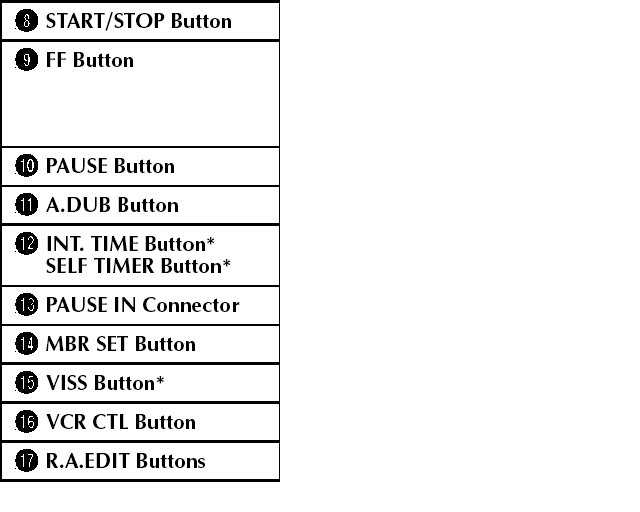 8 START/STOP Button
9 FF Button
10 PAUSE Button
11 A.DUB Button
12 INT. TIME Button*
SELF TIMER Button*
13 PAUSE IN Connector
14 MBR SET Button
15 VISS Button*
16 VCR CTL Button
17 R.A.EDIT Buttons